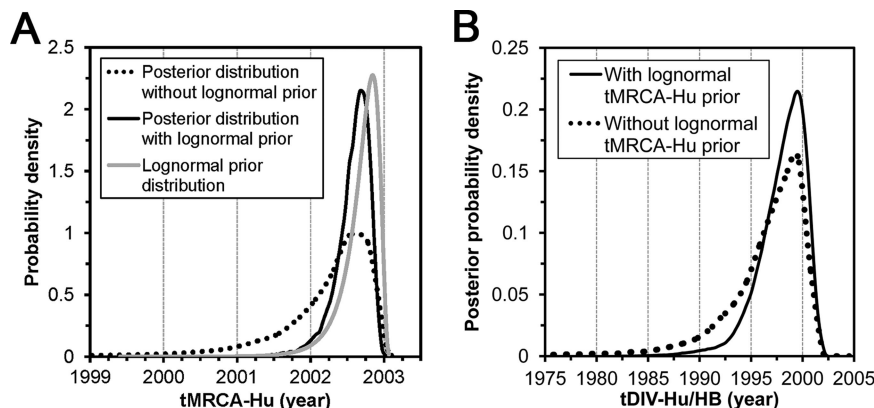 A
Probability density
2.5
2
1.5
1
0.5
0
Posterior distribution
without lognormal prior
Posterior distribution
with lognormal prior
Lognormal prior
distribution
1999 2000 2001 2002 2003
tMRCA-Hu (year)
B
Posterior probability density
0.25
0.2
0.15
0.1
0.05
0
With lognormal
tMRCA-Hu prior
Without lognormal
tMRCA-Hu prior
1975 1980 1985 1990 1995 2000 2005
tDIV-Hu/HB (year)